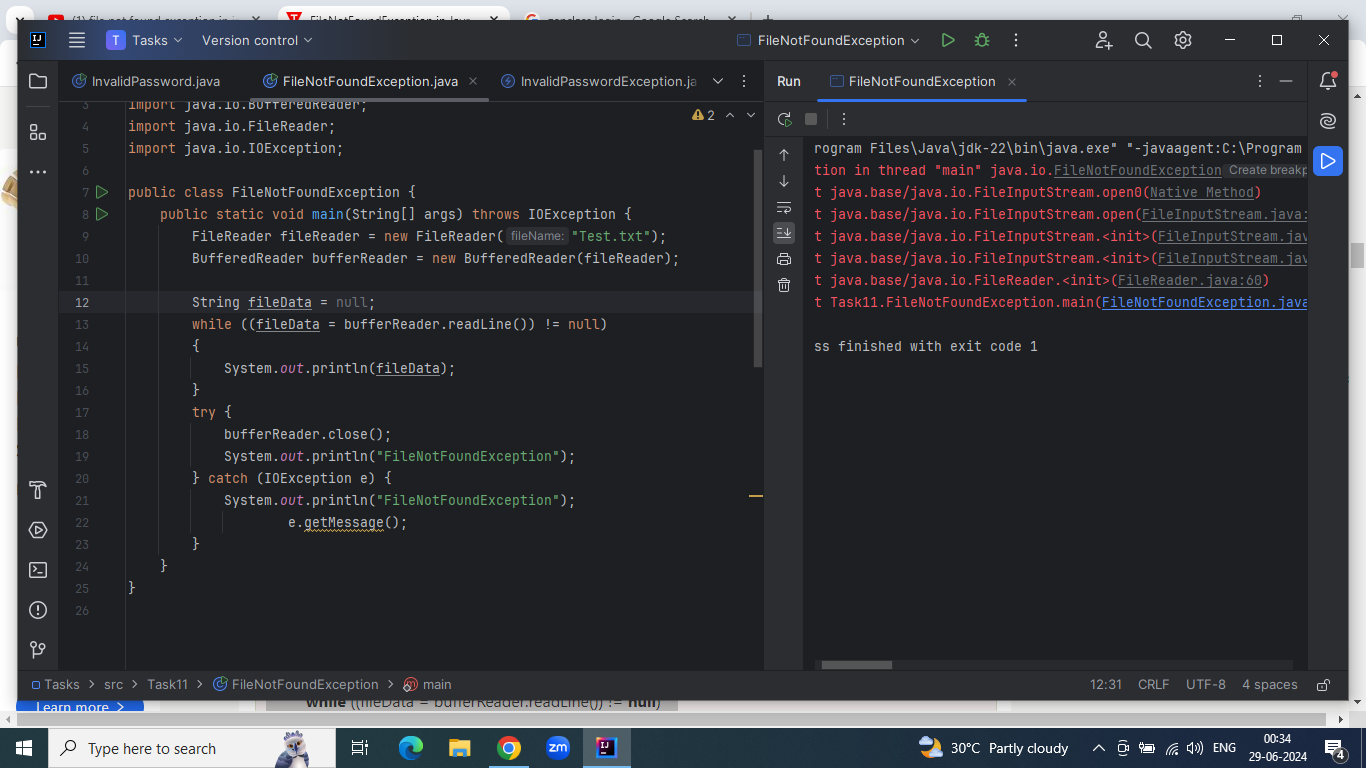 (1) file not found exception in j
FileNotFoundException in Java
Google Search
T Tasks
Version control
FileNotFoundException
InvalidPassword.java
FileNotFoundException.java
InvalidPasswordException.ja
Run
FileNotFoundException
2
3 import java.io.BufferedReader;
4 import java.io.FileReader;
5 import java.io.IOException;
6
7 public class FileNotFoundException {
8 public static void main(String[] args) throws IOException {
9 FileReader fileReader = new FileReader( fileName: "Test.txt");
10 BufferedReader bufferReader = new BufferedReader(fileReader);
11
12 String fileData = null;
13 while ((fileData = bufferReader.readLine()) != null)
14 {
15 System.out.println(fileData);
16 }
17 try {
18 bufferReader.close();
19 System.out.println("FileNotFoundException");
20 } catch (IOException e) {
21 System.out.println("FileNotFoundException");
22 e.getMessage();
23 }
24 }
25 }
26
rogram Files\Java\jdk-22\bin\java.exe" "-javaagent:C:\Program
tion in thread "main" java.io.FileNotFoundException Create breakp
t java.base/java.io.FileInputStream.open0(Native Method)
t java.base/java.io.FileInputStream.open(FileInputStream.java:
t java.base/java.io.FileInputStream.<init>(FileInputStream.jav
t java.base/java.io.FileInputStream.<init>(FileInputStream.jav
t java.base/java.io.FileReader.<init>(FileReader.java:60)
t Task11.FileNotFoundException.main(FileNotFoundException.java
ss finished with exit code 1
Tasks > src > Task11 > FileNotFoundException > main
12:31 CRLF UTF-8 4 spaces
Learn more >
while ((fileData = bufferReader.readLine()) != null)
Type here to search
zm
30°C Partly cloudy
ENG
00:34
29-06-2024
4